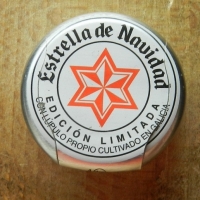 Estrella de Navidad
EDICIÓN LIMITADA
CON LÚPULO PROPIO CULTIVADO EN GALICIA